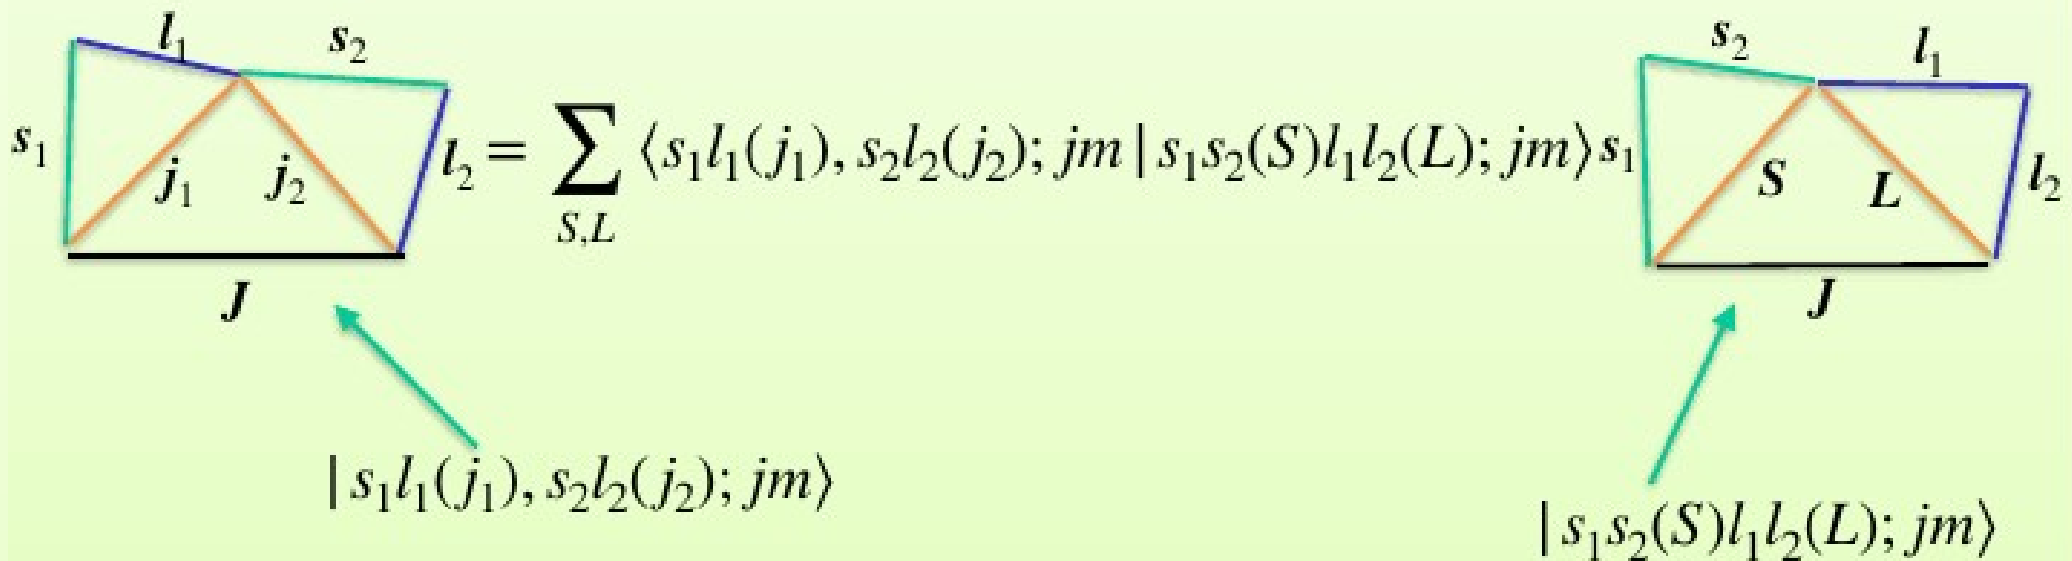 l₁ s₂ s₂ l₁
s₁ j₁ j₂ l₂ = ∑ ⟨s₁l₁(j₁), s₂l₂(j₂); jm | s₁s₂(S)l₁l₂(L); jm⟩ s₁ S L l₂
S,L
J J
| s₁l₁(j₁), s₂l₂(j₂); jm⟩
| s₁s₂(S)l₁l₂(L); jm⟩